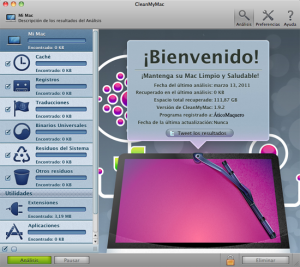 CleanMyMac
Mi Mac
Descripción de los resultados del Análisis
Análisis
Preferencias
Ayuda
Mi Mac
Encontrado: 0 KB
Caché
Encontrado: 0 KB
Registros
Encontrado: 0 KB
Traducciones
Encontrado: 0 KB
Binarios Universales
Encontrado: 0 KB
Residuos del Sistema
Encontrado: 0 KB
Otros residuos
Encontrado: 0 KB
Utilidades
Extensiones
Encontrado: 3,19 MB
Aplicaciones
Encontrado: 0 KB
¡Bienvenido!
¡Mantenga su Mac Limpio y Saludable!
Fecha del último análisis: marzo 13, 2011
Recuperado en el último análisis: 0 KB
Espacio total recuperado: 111,87 GB
Versión de CleanMyMac: 1.9.2
Programa registrado a: ÁticoMaquero
Fecha de la última actualización: Nunca
Tweet los resultados
Análisis
Pausar
Eliminar